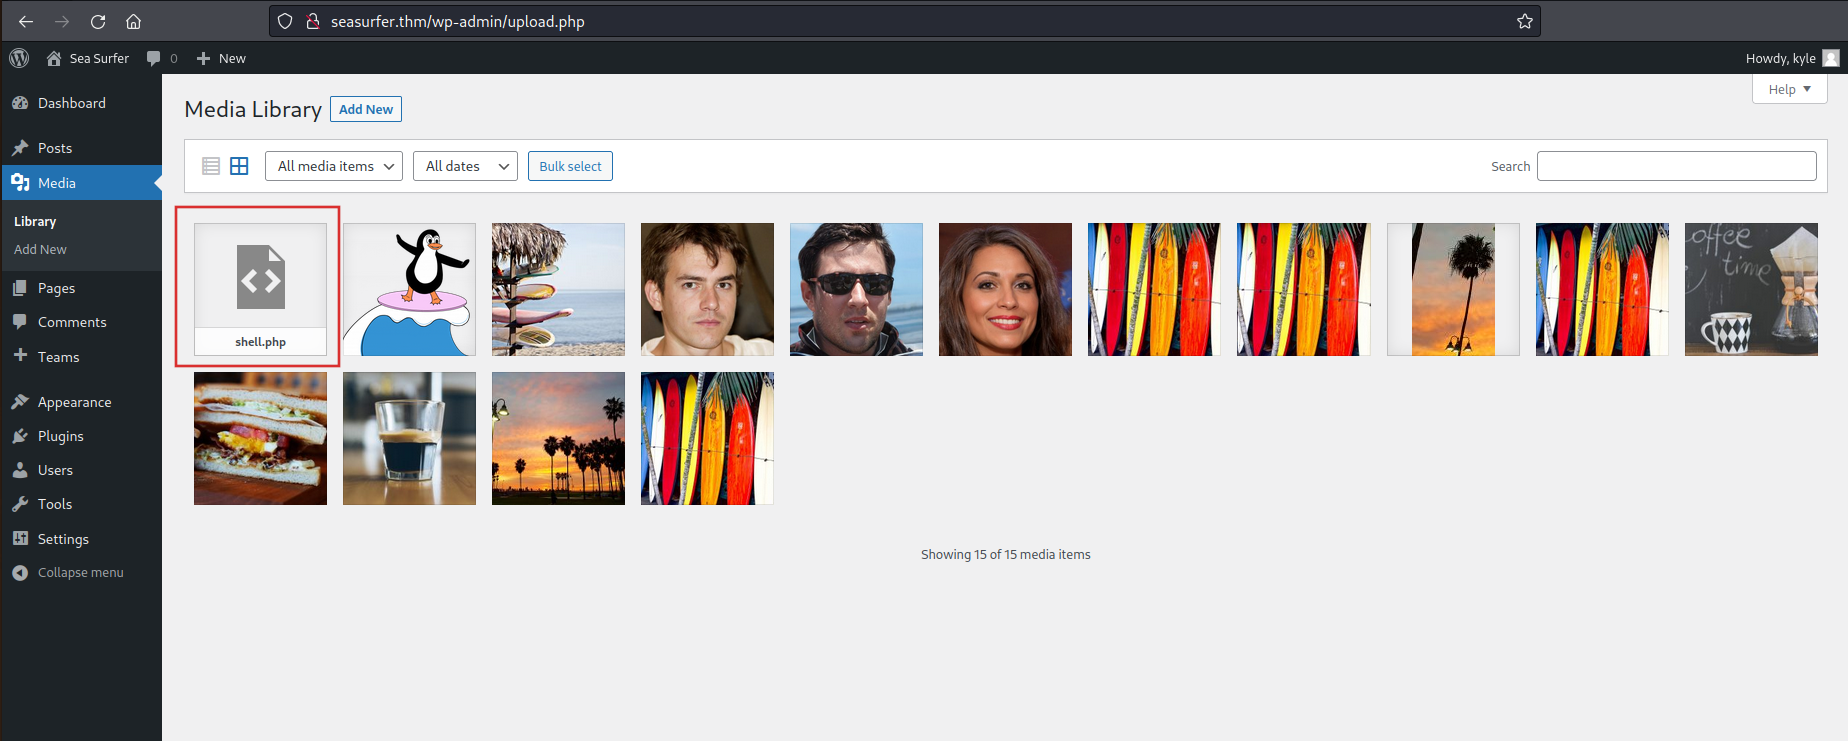 seasurfer.thm/wp-admin/upload.php
Sea Surfer 0 New Howdy, kyle
Help
Dashboard
Posts
Media
Library
Add New
Pages
Comments
Teams
Appearance
Plugins
Users
Tools
Settings
Collapse menu
Media Library Add New
All media items All dates Bulk select Search
shell.php
coffee
time
Showing 15 of 15 media items